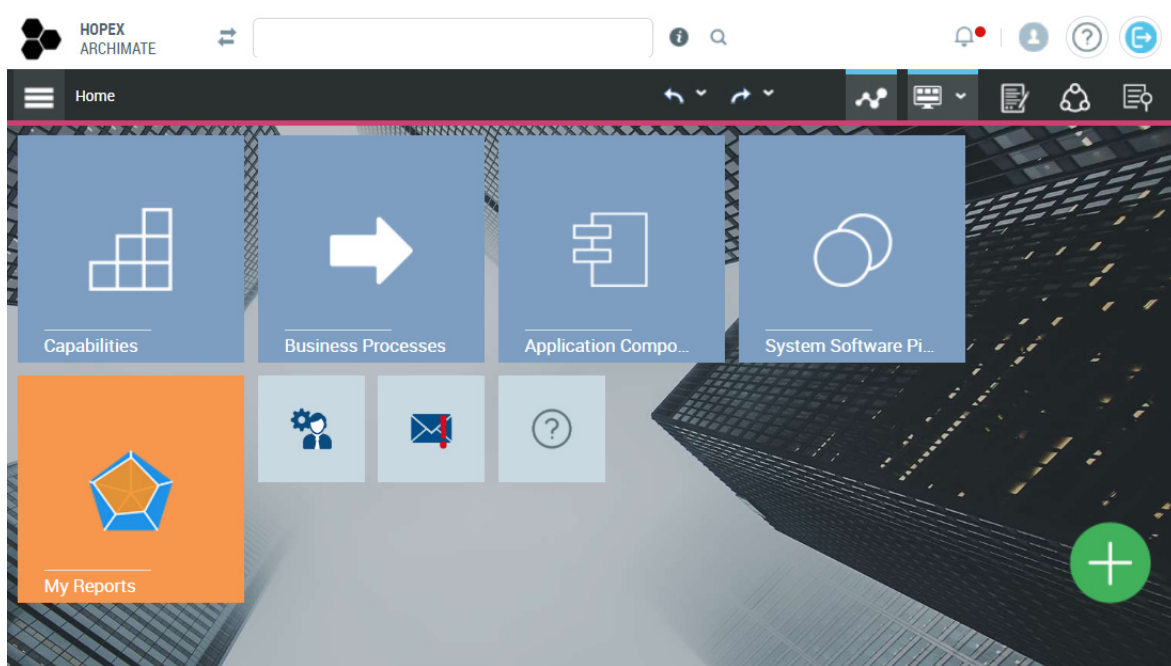 HOPEX
ARCHIMATE
Home
Capabilities
Business Processes
Application Compo...
System Software Pi...
My Reports